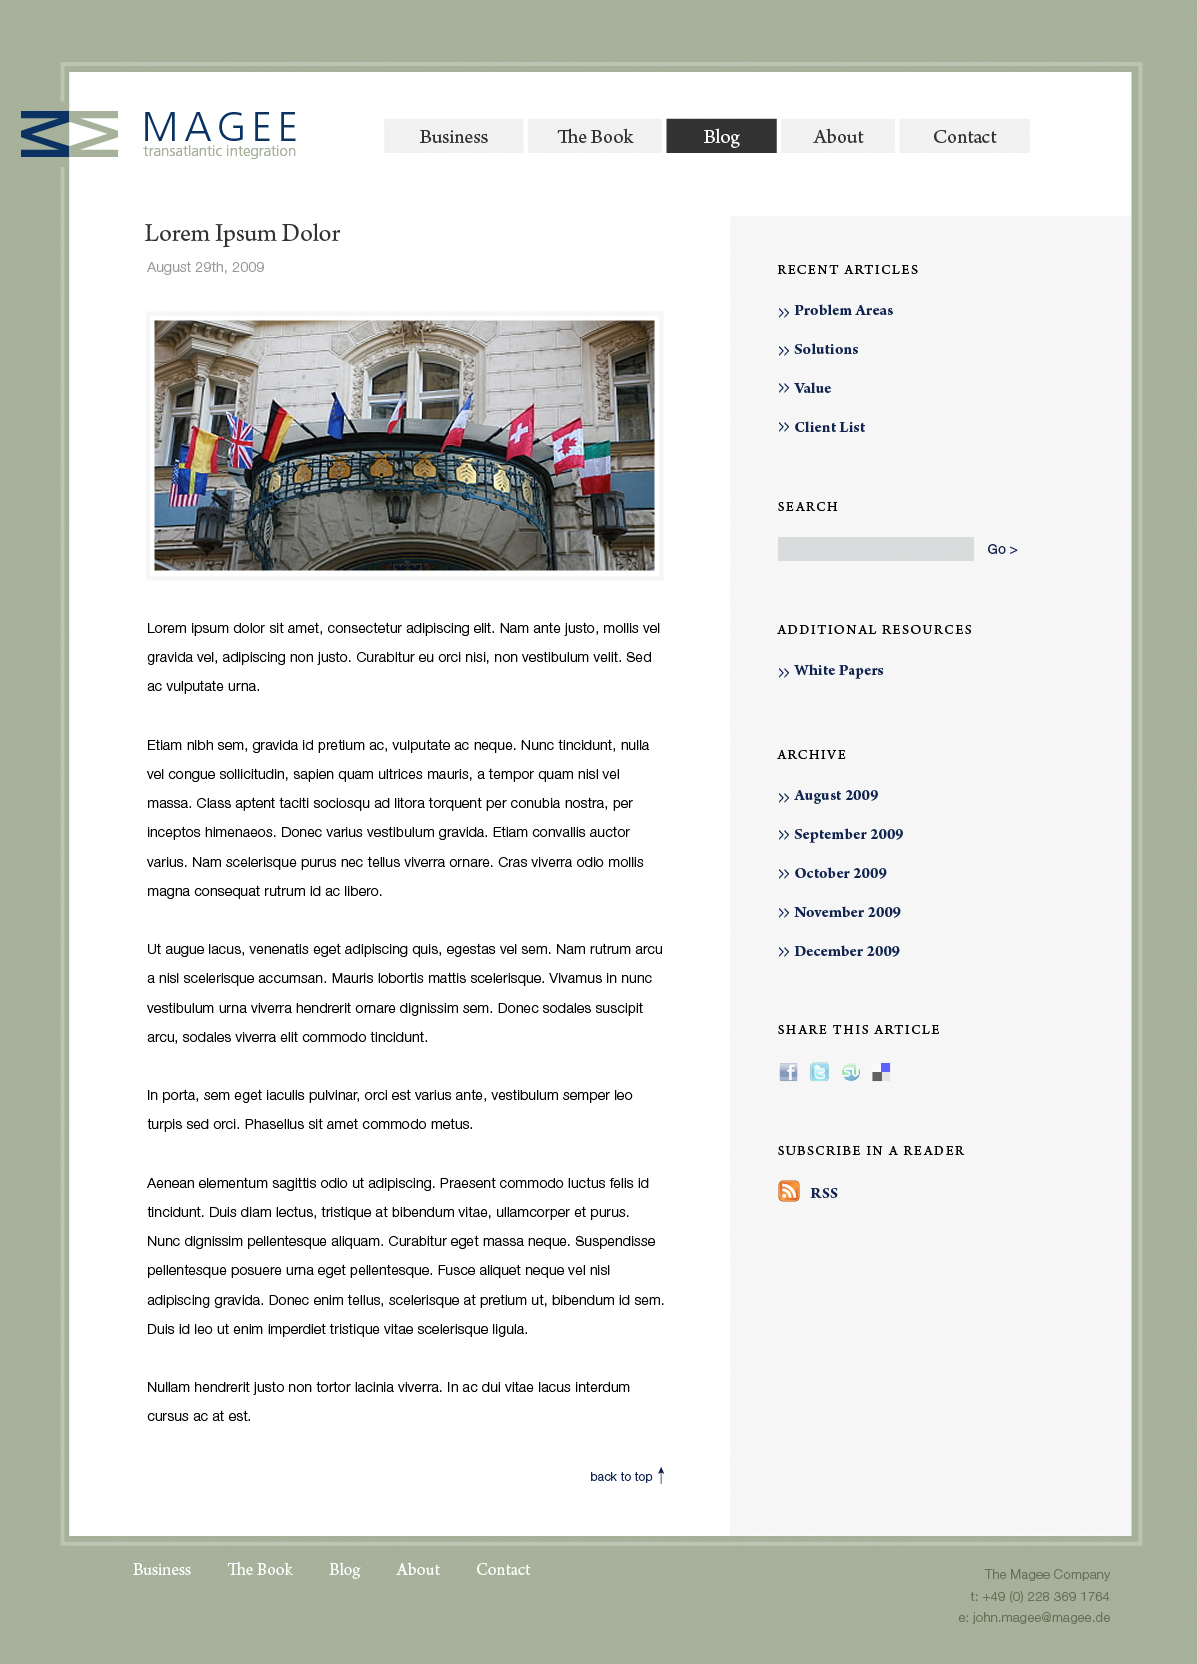 MAGEE
transatlantic integration
Business
The Book
Blog
About
Contact
Lorem Ipsum Dolor
August 29th, 2009
Lorem ipsum dolor sit amet, consectetur adipiscing elit. Nam ante justo, mollis vel
gravida vel, adipiscing non justo. Curabitur eu orci nisi, non vestibulum velit. Sed
ac vulputate urna.
Etiam nibh sem, gravida id pretium ac, vulputate ac neque. Nunc tincidunt, nulla
vel congue sollicitudin, sapien quam ultrices mauris, a tempor quam nisl vel
massa. Class aptent taciti sociosqu ad litora torquent per conubia nostra, per
inceptos himenaeos. Donec varius vestibulum gravida. Etiam convallis auctor
varius. Nam scelerisque purus nec tellus viverra ornare. Cras viverra odio mollis
magna consequat rutrum id ac libero.
Ut augue lacus, venenatis eget adipiscing quis, egestas vel sem. Nam rutrum arcu
a nisl scelerisque accumsan. Mauris lobortis mattis scelerisque. Vivamus in nunc
vestibulum urna viverra hendrerit ornare dignissim sem. Donec sodales suscipit
arcu, sodales viverra elit commodo tincidunt.
In porta, sem eget iaculis pulvinar, orci est varius ante, vestibulum semper leo
turpis sed orci. Phasellus sit amet commodo metus.
Aenean elementum sagittis odio ut adipiscing. Praesent commodo luctus felis id
tincidunt. Duis diam lectus, tristique at bibendum vitae, ullamcorper et purus.
Nunc dignissim pellentesque aliquam. Curabitur eget massa neque. Suspendisse
pellentesque posuere urna eget pellentesque. Fusce aliquet neque vel nisl
adipiscing gravida. Donec enim tellus, scelerisque at pretium ut, bibendum id sem.
Duis id leo ut enim imperdiet tristique vitae scelerisque ligula.
Nullam hendrerit justo non tortor lacinia viverra. In ac dui vitae lacus interdum
cursus ac at est.
back to top
RECENT ARTICLES
Problem Areas
Solutions
Value
Client List
SEARCH
Go >
ADDITIONAL RESOURCES
White Papers
ARCHIVE
August 2009
September 2009
October 2009
November 2009
December 2009
SHARE THIS ARTICLE
SUBSCRIBE IN A READER
RSS
Business
The Book
Blog
About
Contact
The Magee Company
t: +49 (0) 228 369 1764
e: john.magee@magee.de